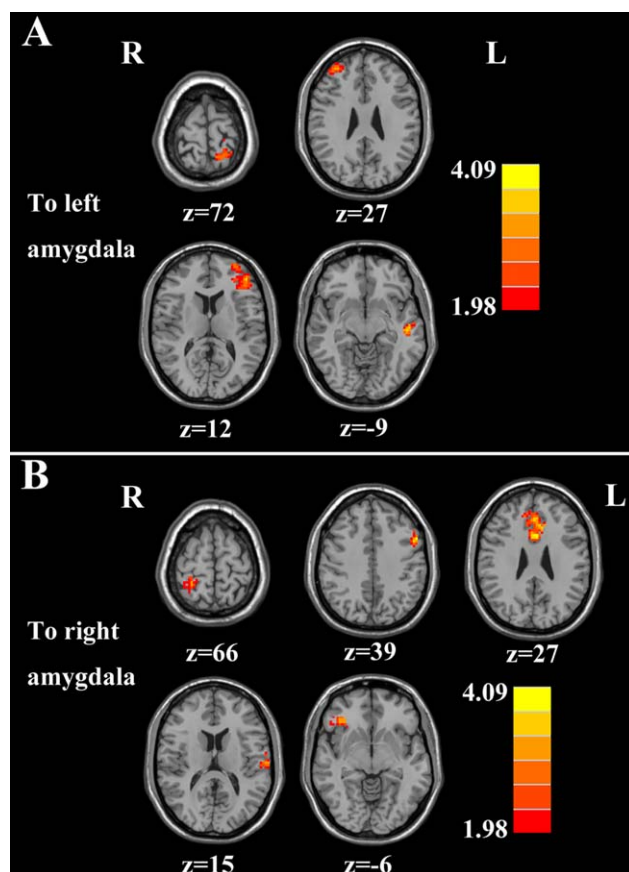 A
R
L
4.09
To left
amygdala
z=72
z=27
1.98
z=12
z=-9
B
R
L
To right
amygdala
z=66
z=39
z=27
4.09
1.98
z=15
z=-6